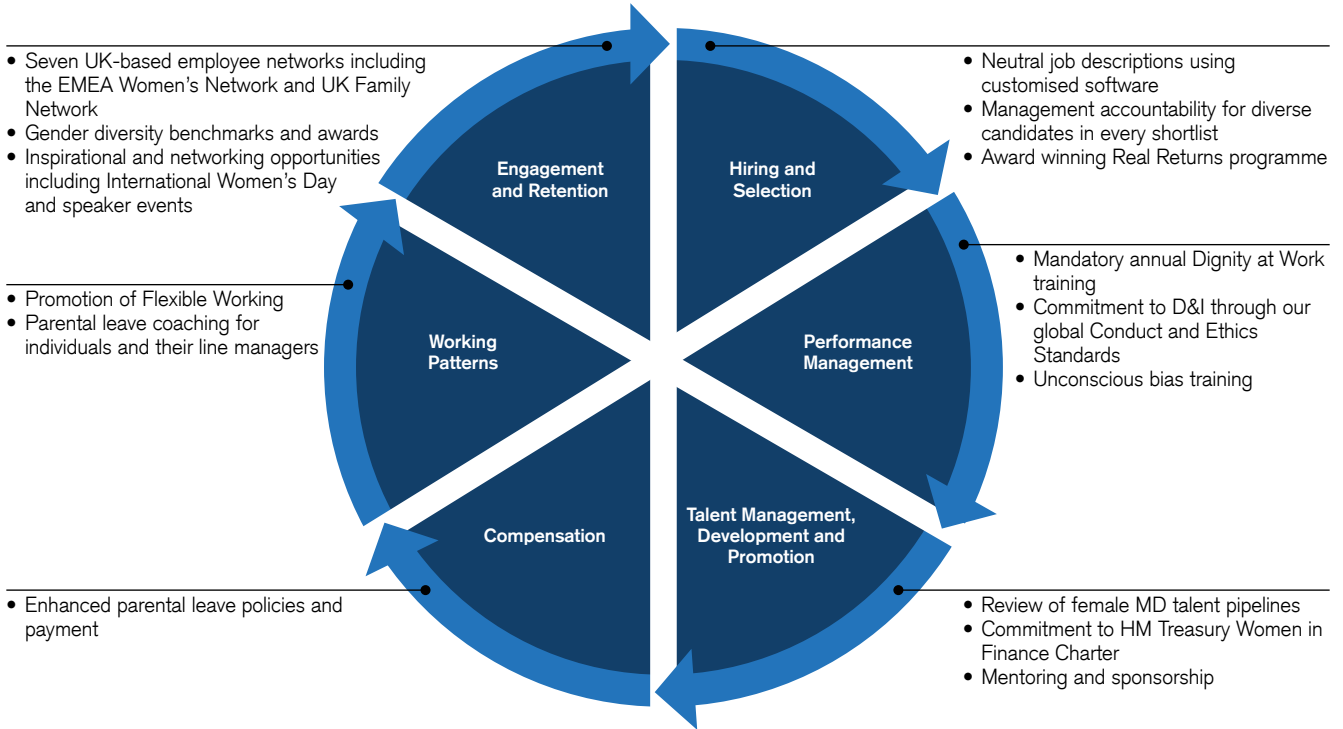 • Seven UK-based employee networks including
the EMEA Women's Network and UK Family
Network
• Gender diversity benchmarks and awards
• Inspirational and networking opportunities
including International Women's Day
and speaker events
Engagement
and Retention
Hiring and
Selection
• Neutral job descriptions using
customised software
• Management accountability for diverse
candidates in every shortlist
• Award winning Real Returns programme
• Promotion of Flexible Working
• Parental leave coaching for
individuals and their line managers
Working
Patterns
Performance
Management
• Mandatory annual Dignity at Work
training
• Commitment to D&I through our
global Conduct and Ethics
Standards
• Unconscious bias training
Compensation
Talent Management,
Development and
Promotion
• Enhanced parental leave policies and
payment
• Review of female MD talent pipelines
• Commitment to HM Treasury Women in
Finance Charter
• Mentoring and sponsorship